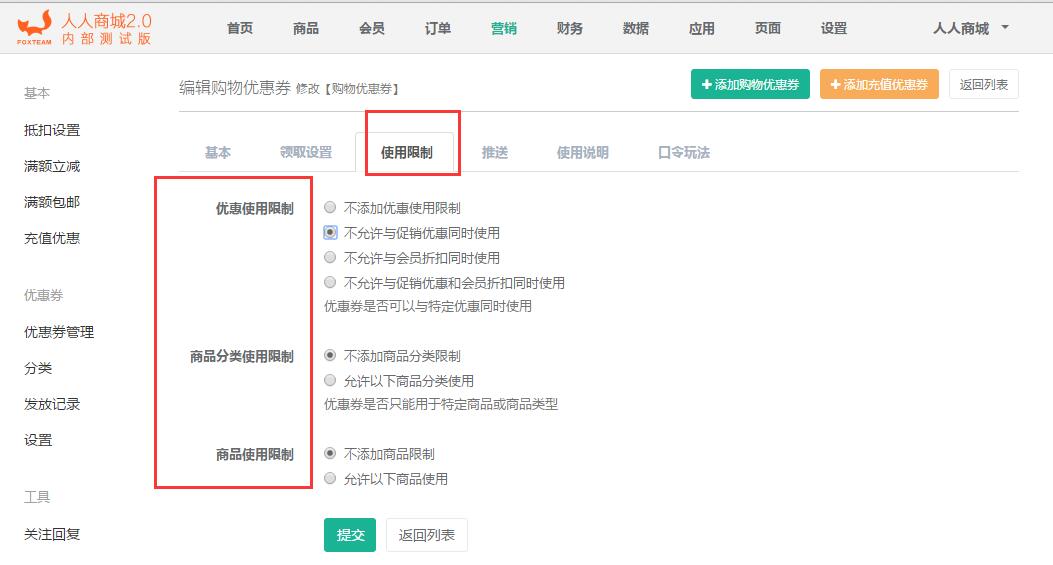 人人商城2.0
内部测试版
FOXTEAM
首页 商品 会员 订单 营销 财务 数据 应用 页面 设置 人人商城
基本
抵扣设置
满额立减
满额包邮
充值优惠
优惠券
优惠券管理
分类
发放记录
设置
工具
关注回复
编辑购物优惠券 修改【购物优惠券】
+添加购物优惠券 +添加充值优惠券 返回列表
基本 领取设置 使用限制 推送 使用说明 口令玩法
优惠使用限制 不添加优惠使用限制
不允许与促销优惠同时使用
不允许与会员折扣同时使用
不允许与促销优惠和会员折扣同时使用
优惠券是否可以与特定优惠同时使用
商品分类使用限制 不添加商品分类限制
允许以下商品分类使用
优惠券是否只能用于特定商品或商品类型
商品使用限制 不添加商品限制
允许以下商品使用
提交 返回列表